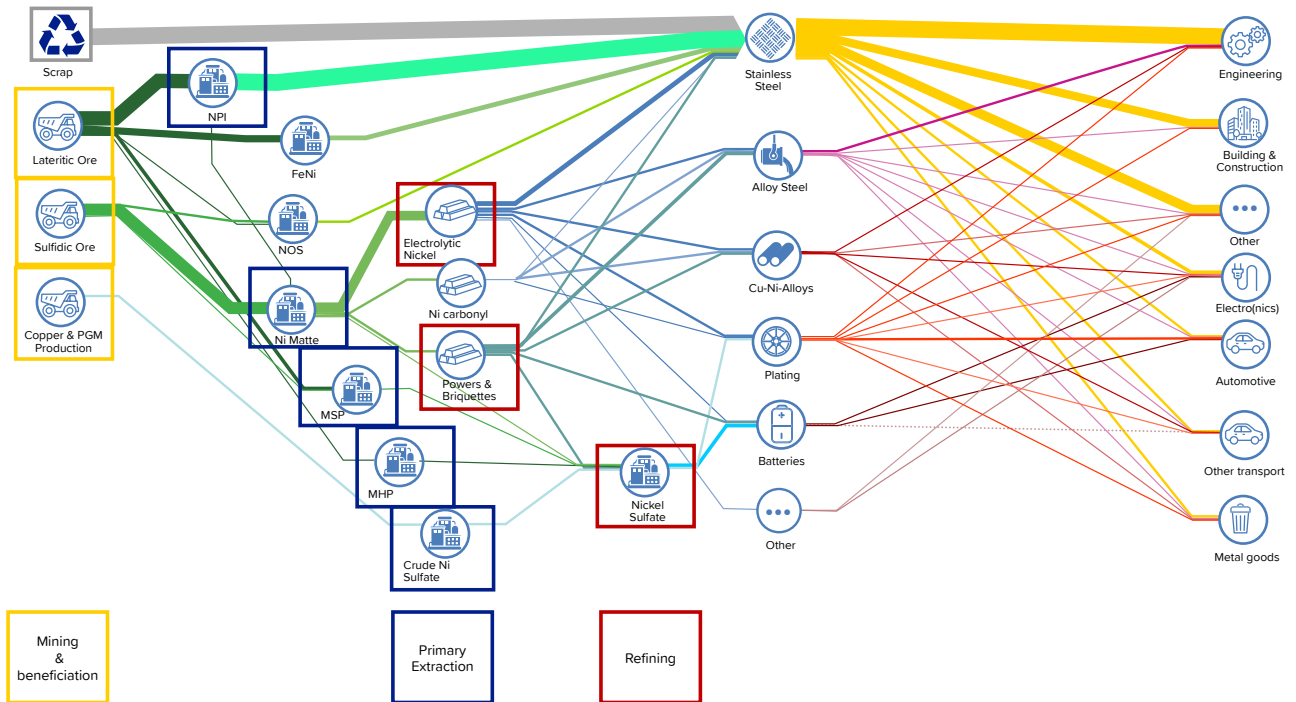 Scrap
NPI
Lateritic Ore
FeNi
Sulfidic Ore
NOS
Copper & PGM
Production
Ni Matte
MSP
MHP
Crude Ni
Sulfate
Electrolytic
Nickel
Ni carbonyl
Powers &
Briquettes
Nickel
Sulfate
Stainless
Steel
Alloy Steel
Cu-Ni-Alloys
Plating
Batteries
Other
Engineering
Building &
Construction
Other
Electro(nics)
Automotive
Other transport
Metal goods
Mining
&
beneficiation
Primary
Extraction
Refining